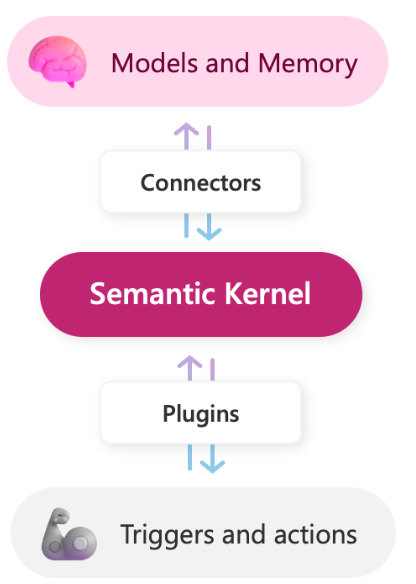 Models and Memory
Connectors
Semantic Kernel
Plugins
Triggers and actions